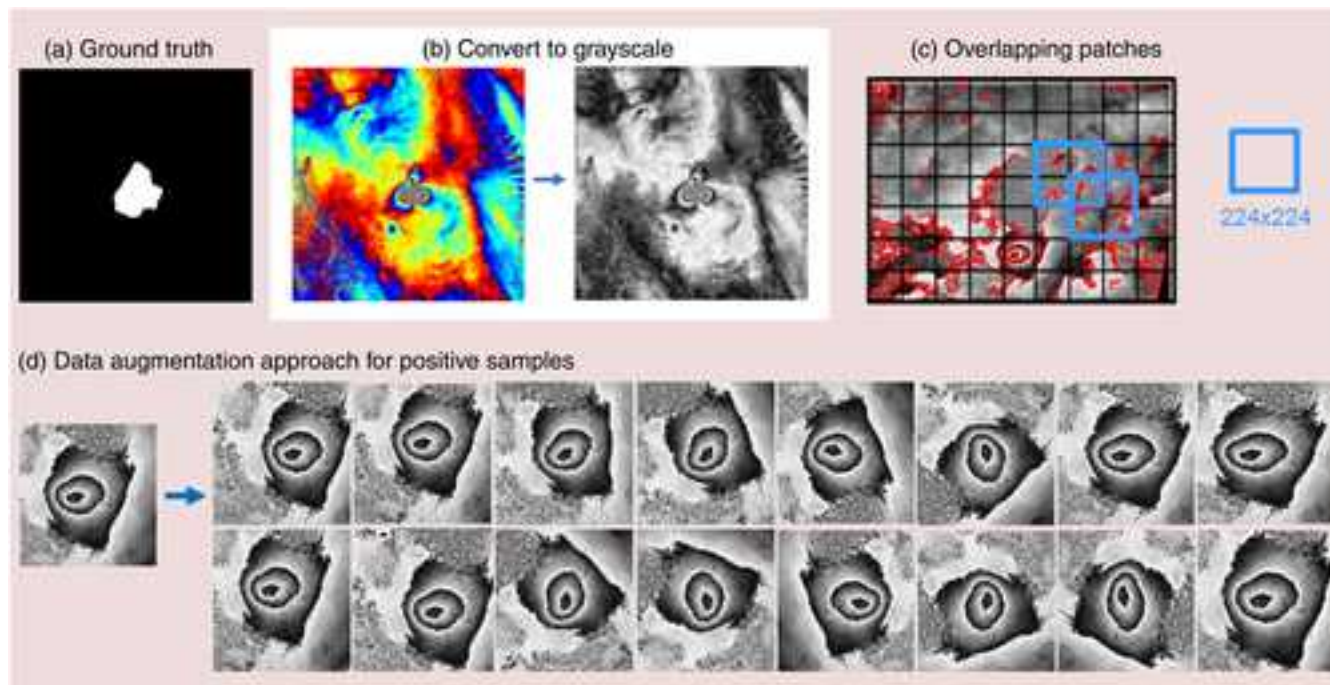 (a) Ground truth
(b) Convert to grayscale
(c) Overlapping patches
224x224
(d) Data augmentation approach for positive samples